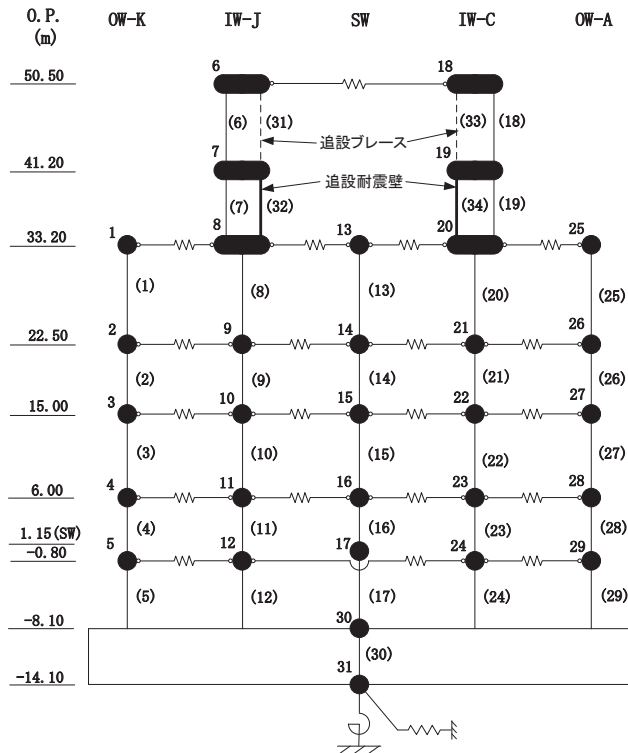 O.P. OW-K IW-J SW IW-C OW-A
(m)
6 18
50.50
(6) (31) (33) (18)
追設ブレース
7 19
41.20
追設耐震壁
(7) (32) (34) (19)
1 8 13 20 25
33.20
(1) (8) (13) (20) (25)
2 9 14 21 26
22.50
(2) (9) (14) (21) (26)
3 10 15 22 27
15.00
(3) (10) (15) (22) (27)
4 11 16 23 28
6.00
(4) (11) (16) (23) (28)
1.15(SW)
5 12 17 24 29
-0.80
(5) (12) (17) (24) (29)
30
-8.10
(30)
31
-14.10